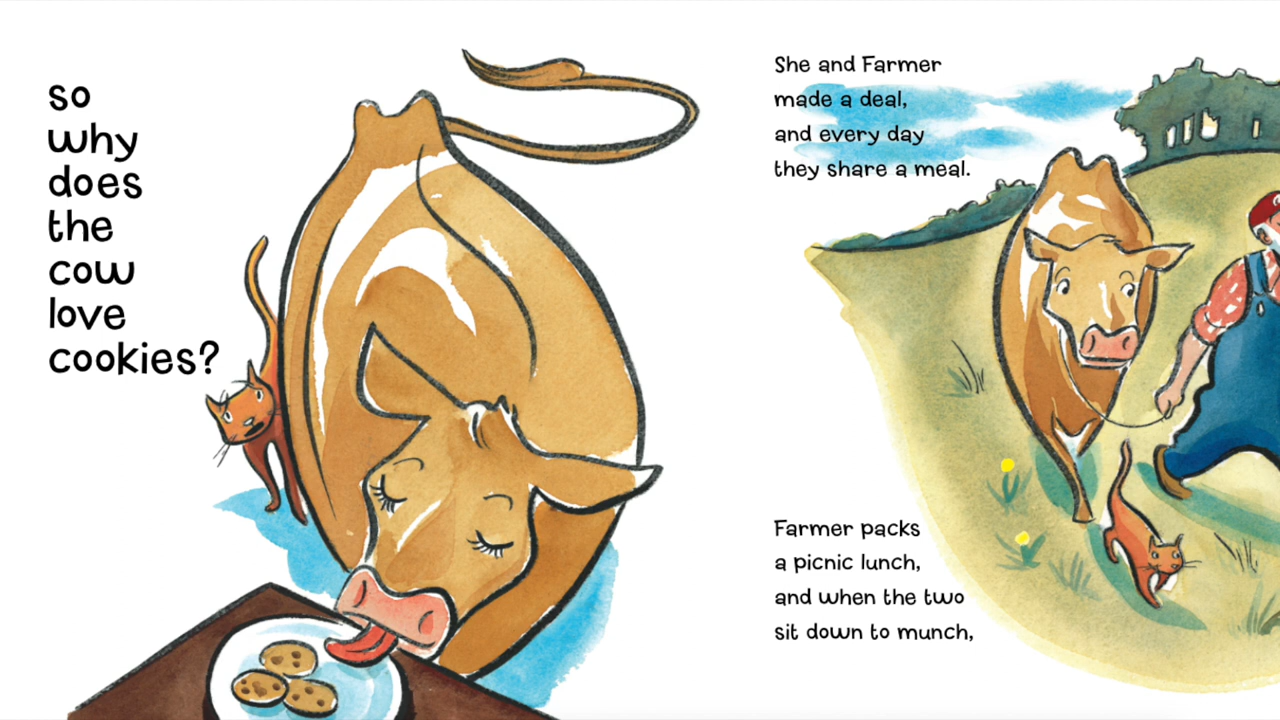 so
why
does
the
cow
love
cookies?
She and Farmer
made a deal,
and every day
they share a meal.
Farmer packs
a picnic lunch,
and when the two
sit down to munch,